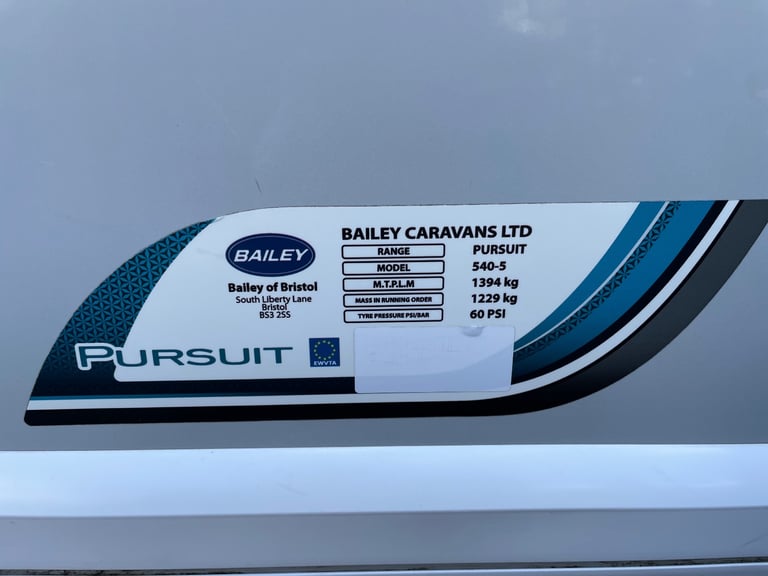 BAILEY
Bailey of Bristol
South Liberty Lane
Bristol
BS3 2SS
PURSUIT
EWVTA
BAILEY CARAVANS LTD
RANGE PURSUIT
MODEL 540-5
M.T.P.L.M 1394 kg
MASS IN RUNNING ORDER 1229 kg
TYRE PRESSURE PSI/BAR 60 PSI